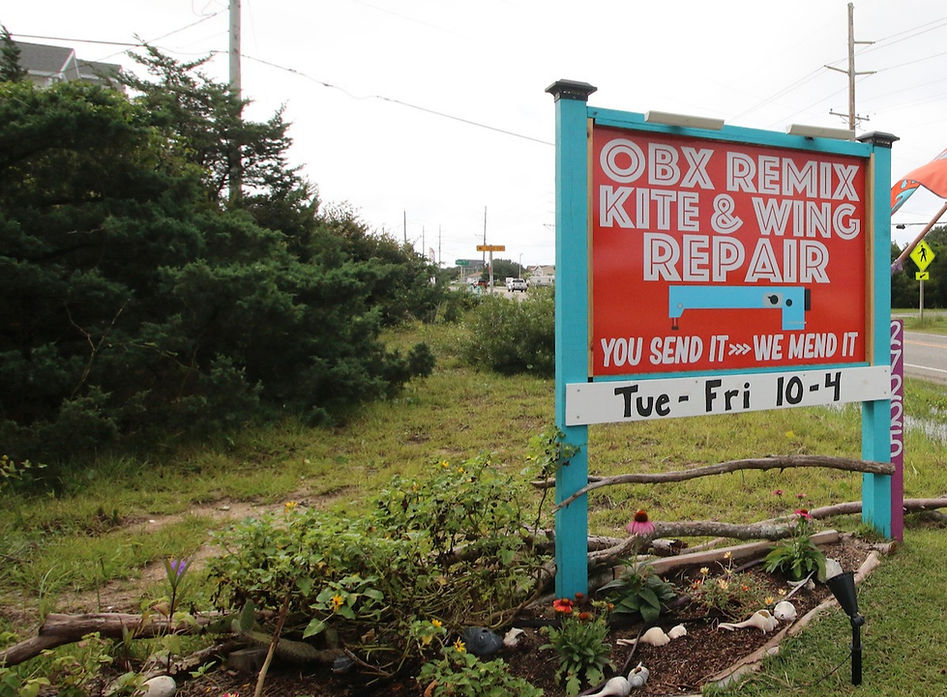 OBX REMIX
KITE & WING
REPAIR
YOU SEND IT >>> WE MEND IT
Tue - Fri 10-4